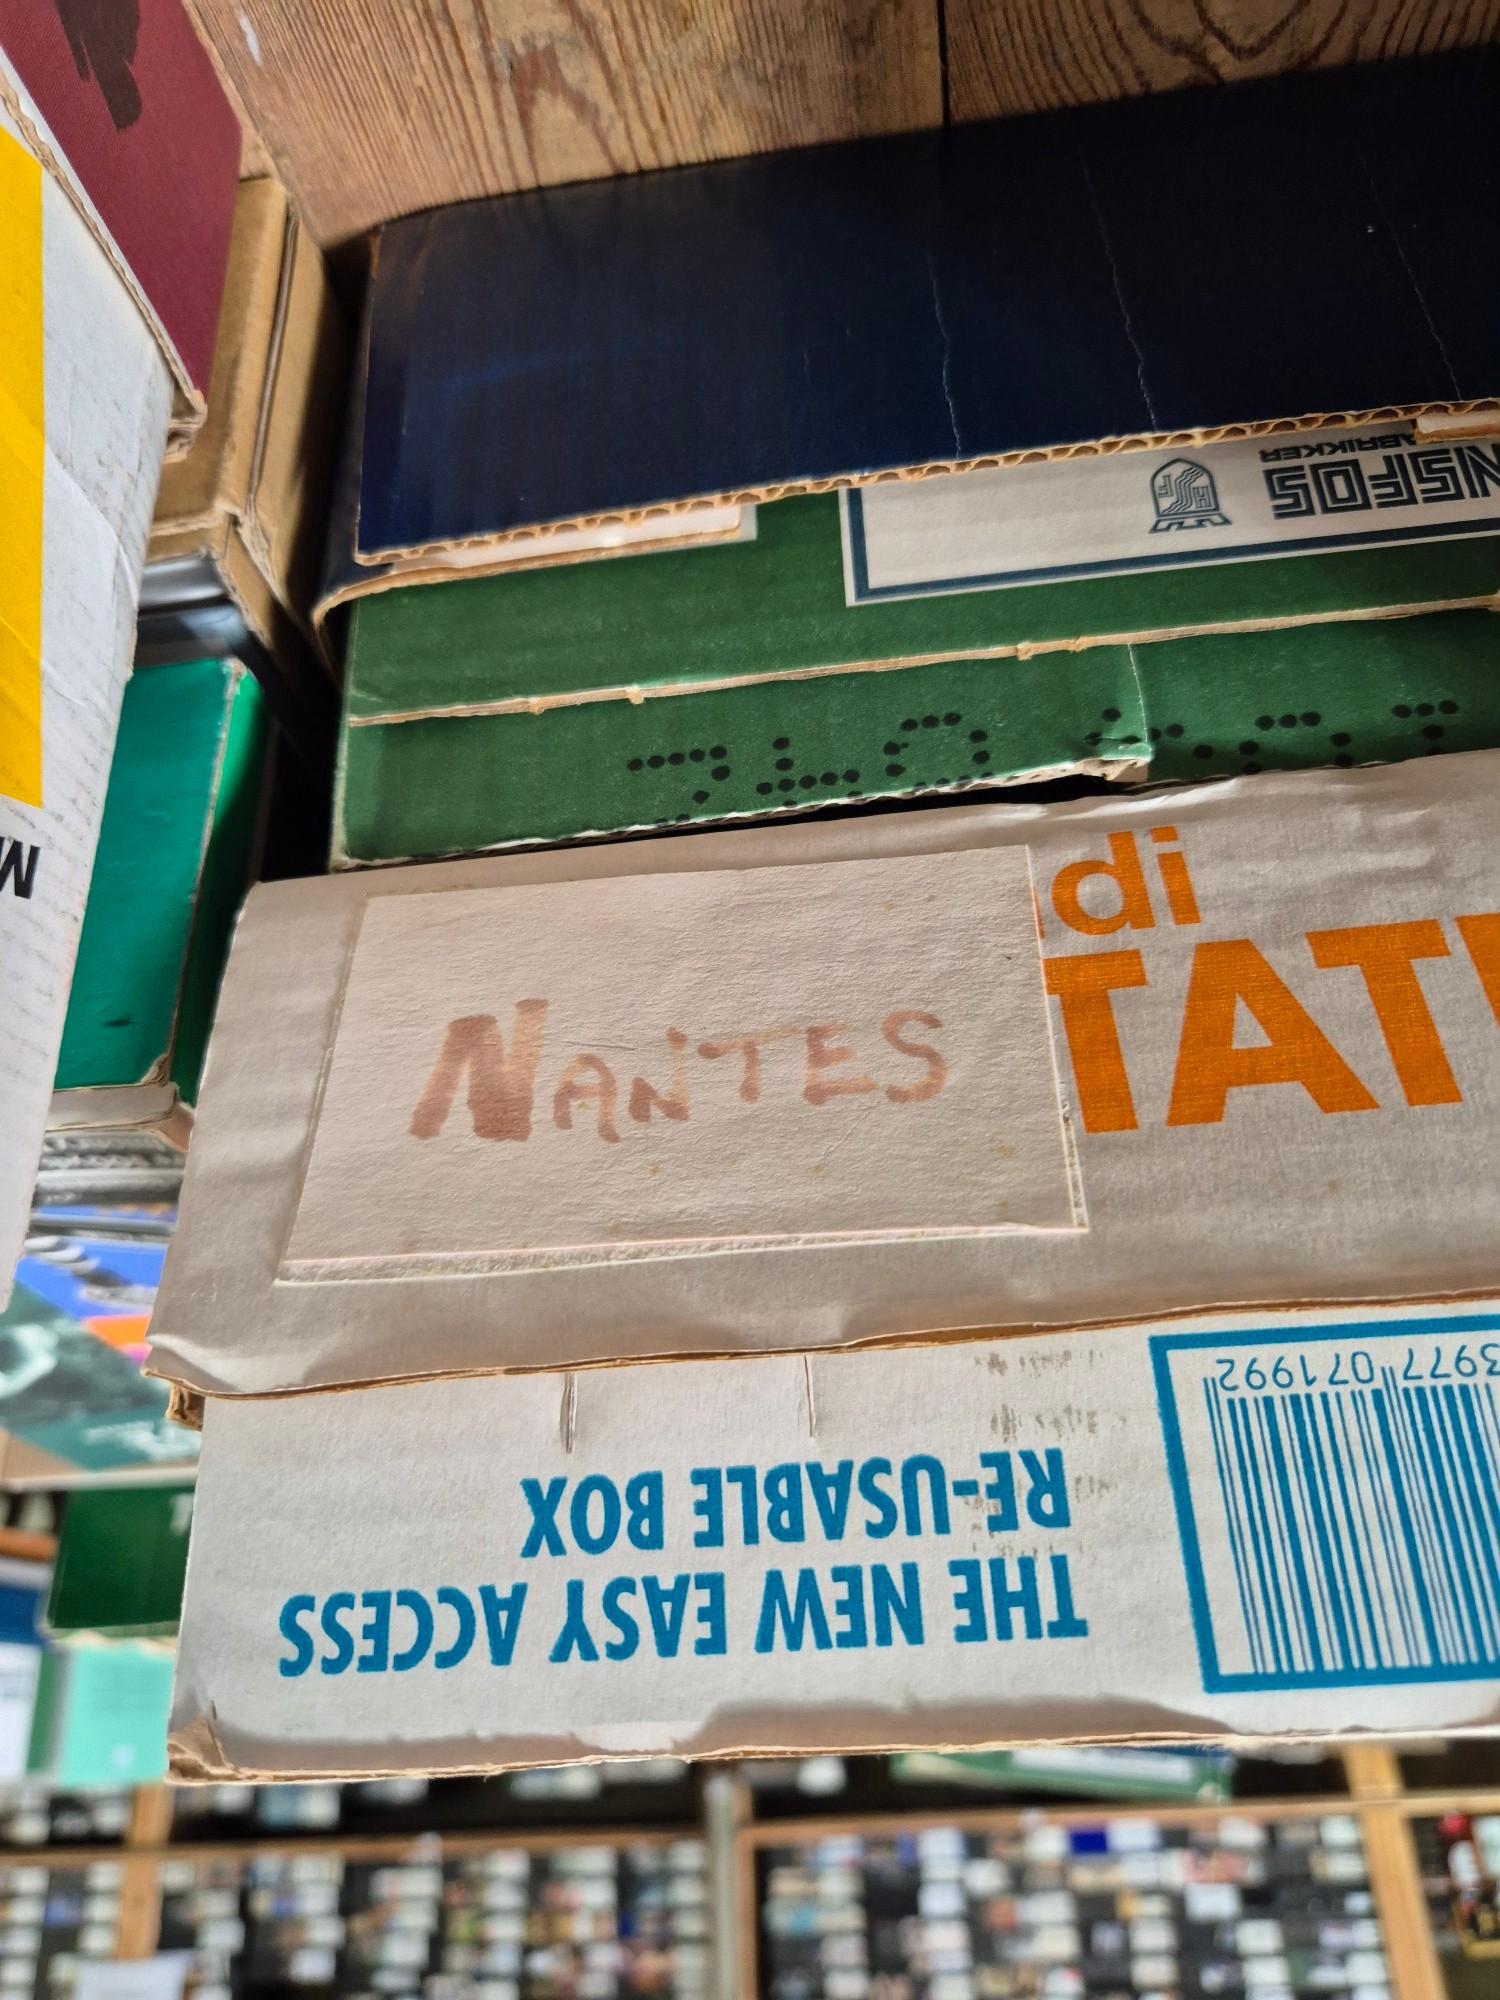 NSFOS
ABRIKKER
di
TAT
NANTES
3977 071992
RE-USABLE BOX
THE NEW EASY ACCESS
M